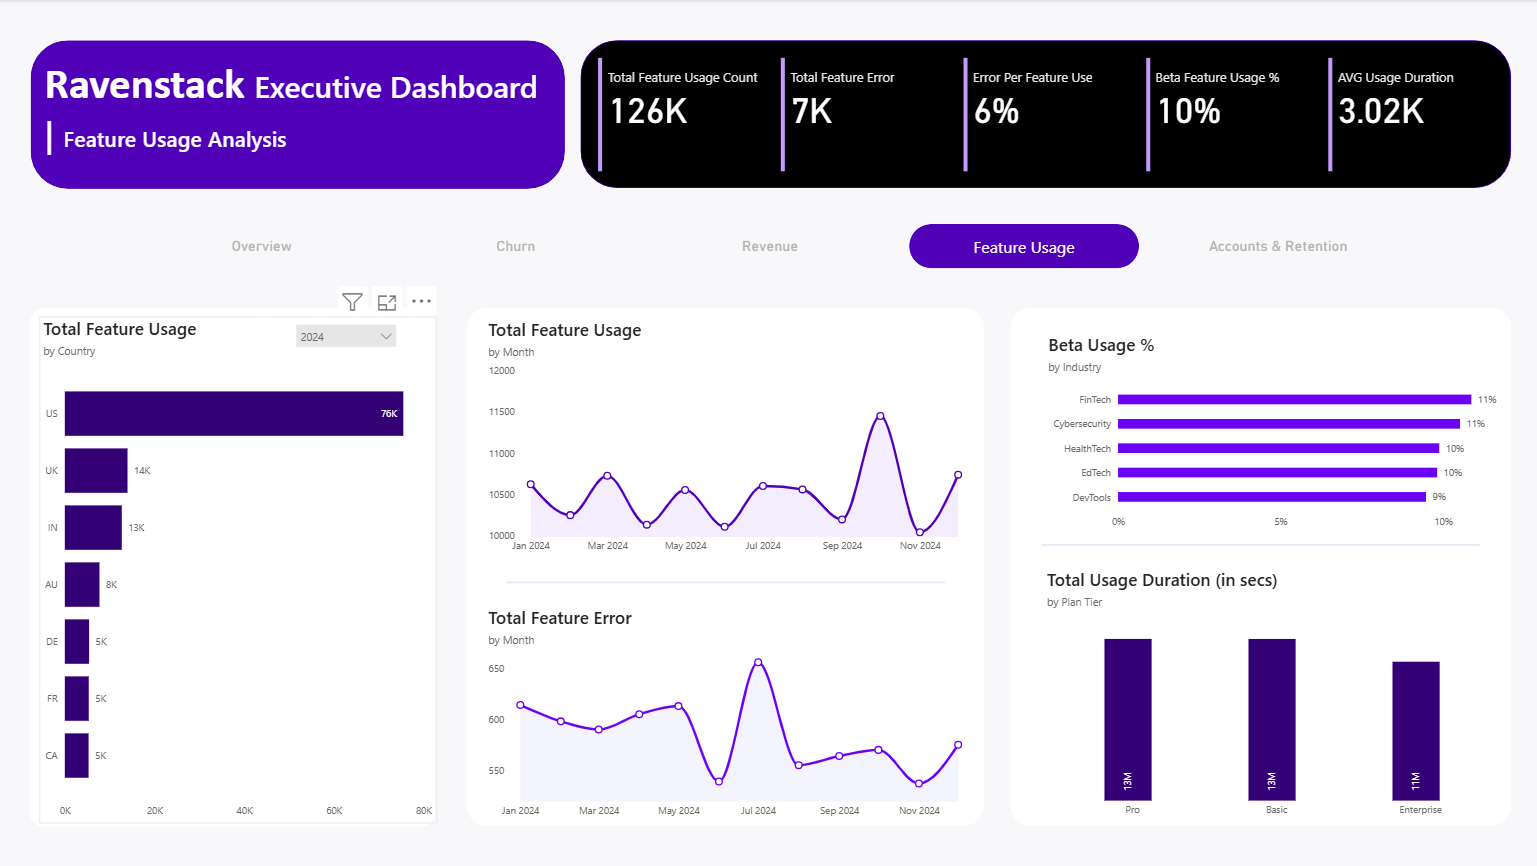 Ravenstack Executive Dashboard
Feature Usage Analysis
Total Feature Usage Count
126K
Total Feature Error
7K
Error Per Feature Use
6%
Beta Feature Usage %
10%
AVG Usage Duration
3.02K
Overview
Churn
Revenue
Feature Usage
Accounts & Retention
Total Feature Usage
2024
by Country
US 76K
UK 14K
IN 13K
AU 8K
DE 5K
FR 5K
CA 5K
0K 20K 40K 60K 80K
Total Feature Usage
by Month
12000
11500
11000
10500
10000
Jan 2024 Mar 2024 May 2024 Jul 2024 Sep 2024 Nov 2024
Total Feature Error
by Month
650
600
550
Jan 2024 Mar 2024 May 2024 Jul 2024 Sep 2024 Nov 2024
Beta Usage %
by Industry
FinTech 11%
Cybersecurity 11%
HealthTech 10%
EdTech 10%
DevTools 9%
0% 5% 10%
Total Usage Duration (in secs)
by Plan Tier
13M 13M 11M
Pro Basic Enterprise